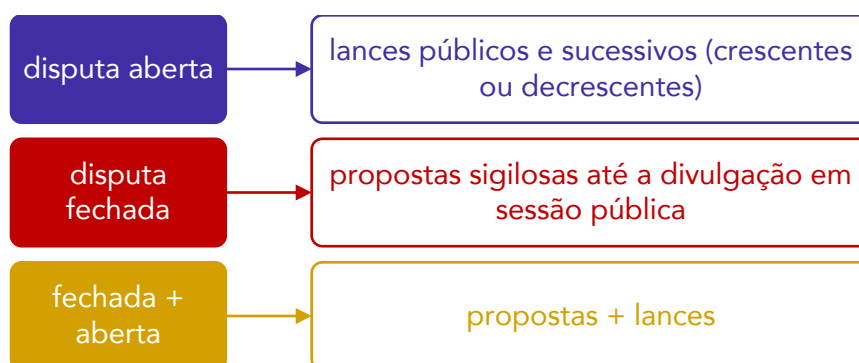 disputa aberta
lances públicos e sucessivos (crescentes
ou decrescentes)
disputa
fechada
propostas sigilosas até a divulgação em
sessão pública
fechada +
aberta
propostas + lances